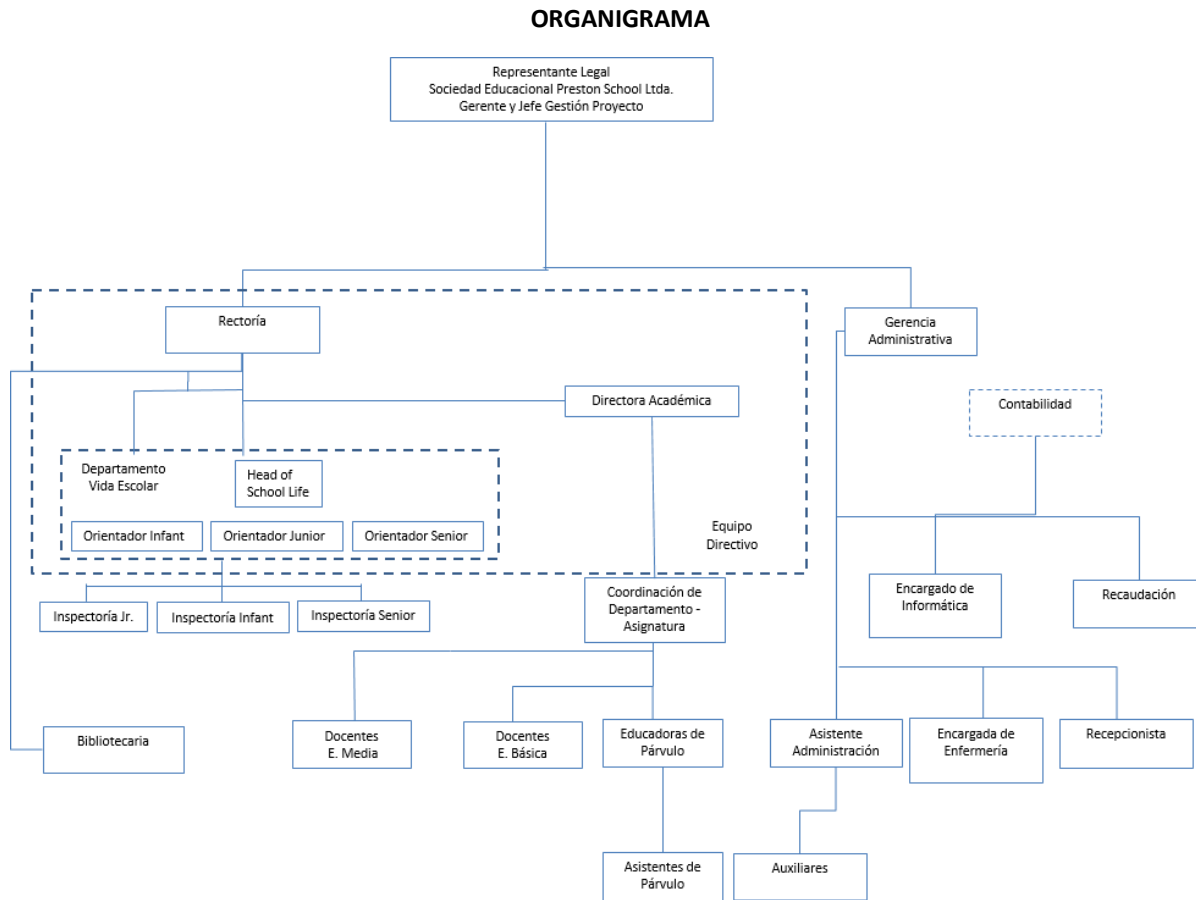 ORGANIGRAMA
Representante Legal
Sociedad Educacional Preston School Ltda.
Gerente y Jefe Gestión Proyecto
Rectoría
Gerencia
Administrativa
Directora Académica
Contabilidad
Departamento
Vida Escolar
Head of
School Life
Orientador Infant
Orientador Junior
Orientador Senior
Equipo
Directivo
Inspectoría Jr.
Inspectoría Infant
Inspectoría Senior
Coordinación de
Departamento -
Asignatura
Encargado de
Informática
Recaudación
Bibliotecaria
Docentes
E. Media
Docentes
E. Básica
Educadoras de
Párvulo
Asistente
Administración
Encargada de
Enfermería
Recepcionista
Asistentes de
Párvulo
Auxiliares